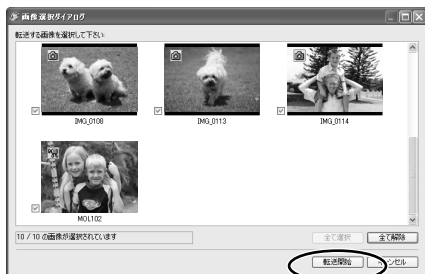 画像選択ダイアログ
転送する画像を選択して下さい
IMG_0108
IMG_0113
IMG_0114
MOL102
10 / 10 の画像が選択されています
全て選択
全て解除
転送開始
キャンセル